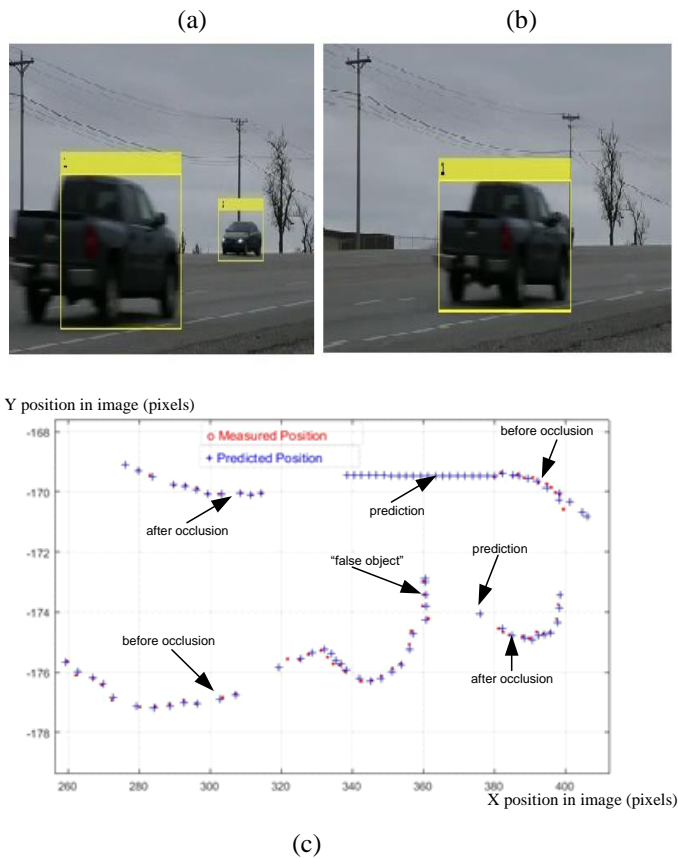 (a) (b)
Y position in image (pixels)
-168
-170
-172
-174
-176
-178
Measured Position
Predicted Position
before occlusion
prediction
after occlusion
“false object”
prediction
before occlusion
after occlusion
260 280 300 320 340 360 380 400
X position in image (pixels)
(c)